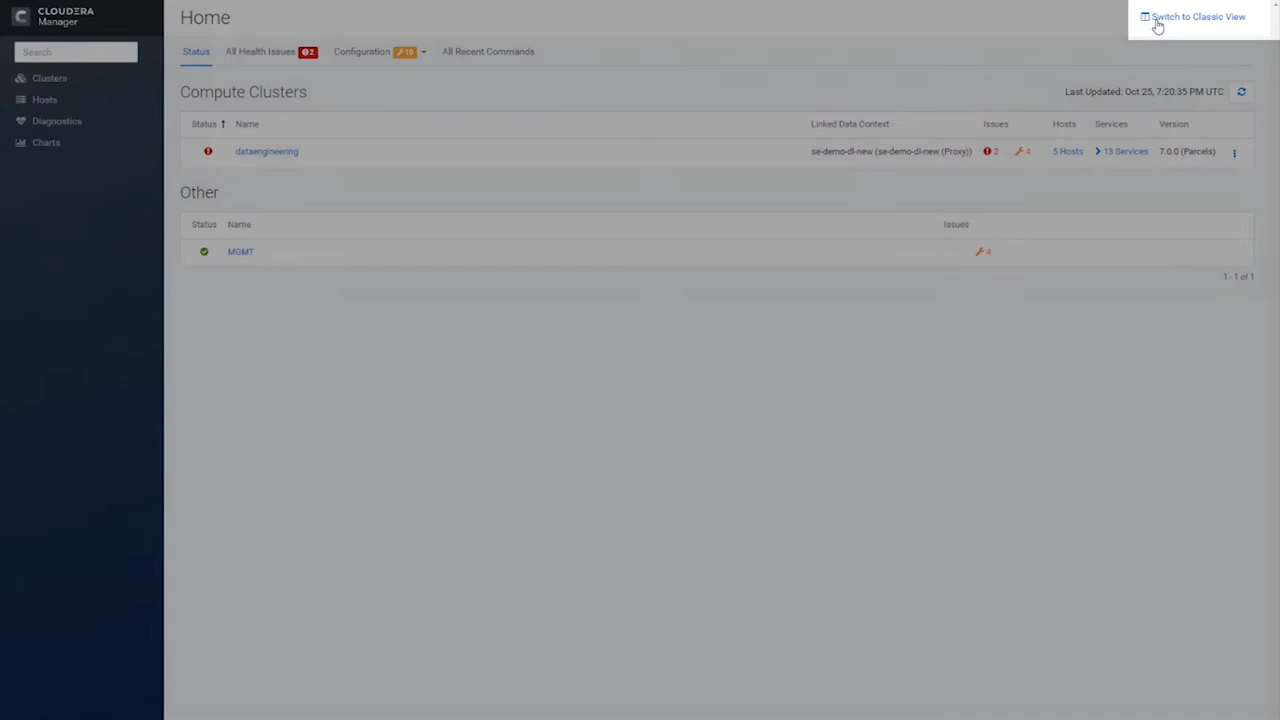 CLOUDERA
Manager
Search
Clusters
Hosts
Diagnostics
Charts
Home
Switch to Classic View
Status All Health Issues 2 Configuration 10 All Recent Commands
Compute Clusters
Last Updated: Oct 25, 7:20:35 PM UTC
Status Name Linked Data Context Issues Hosts Services Version
dataengineering se-demo-dl-new (se-demo-dl-new (Proxy)) 2 4 5 Hosts 13 Services 7.0.0 (Parcels)
Other
Status Name Issues
MGMT 4
1 - 1 of 1